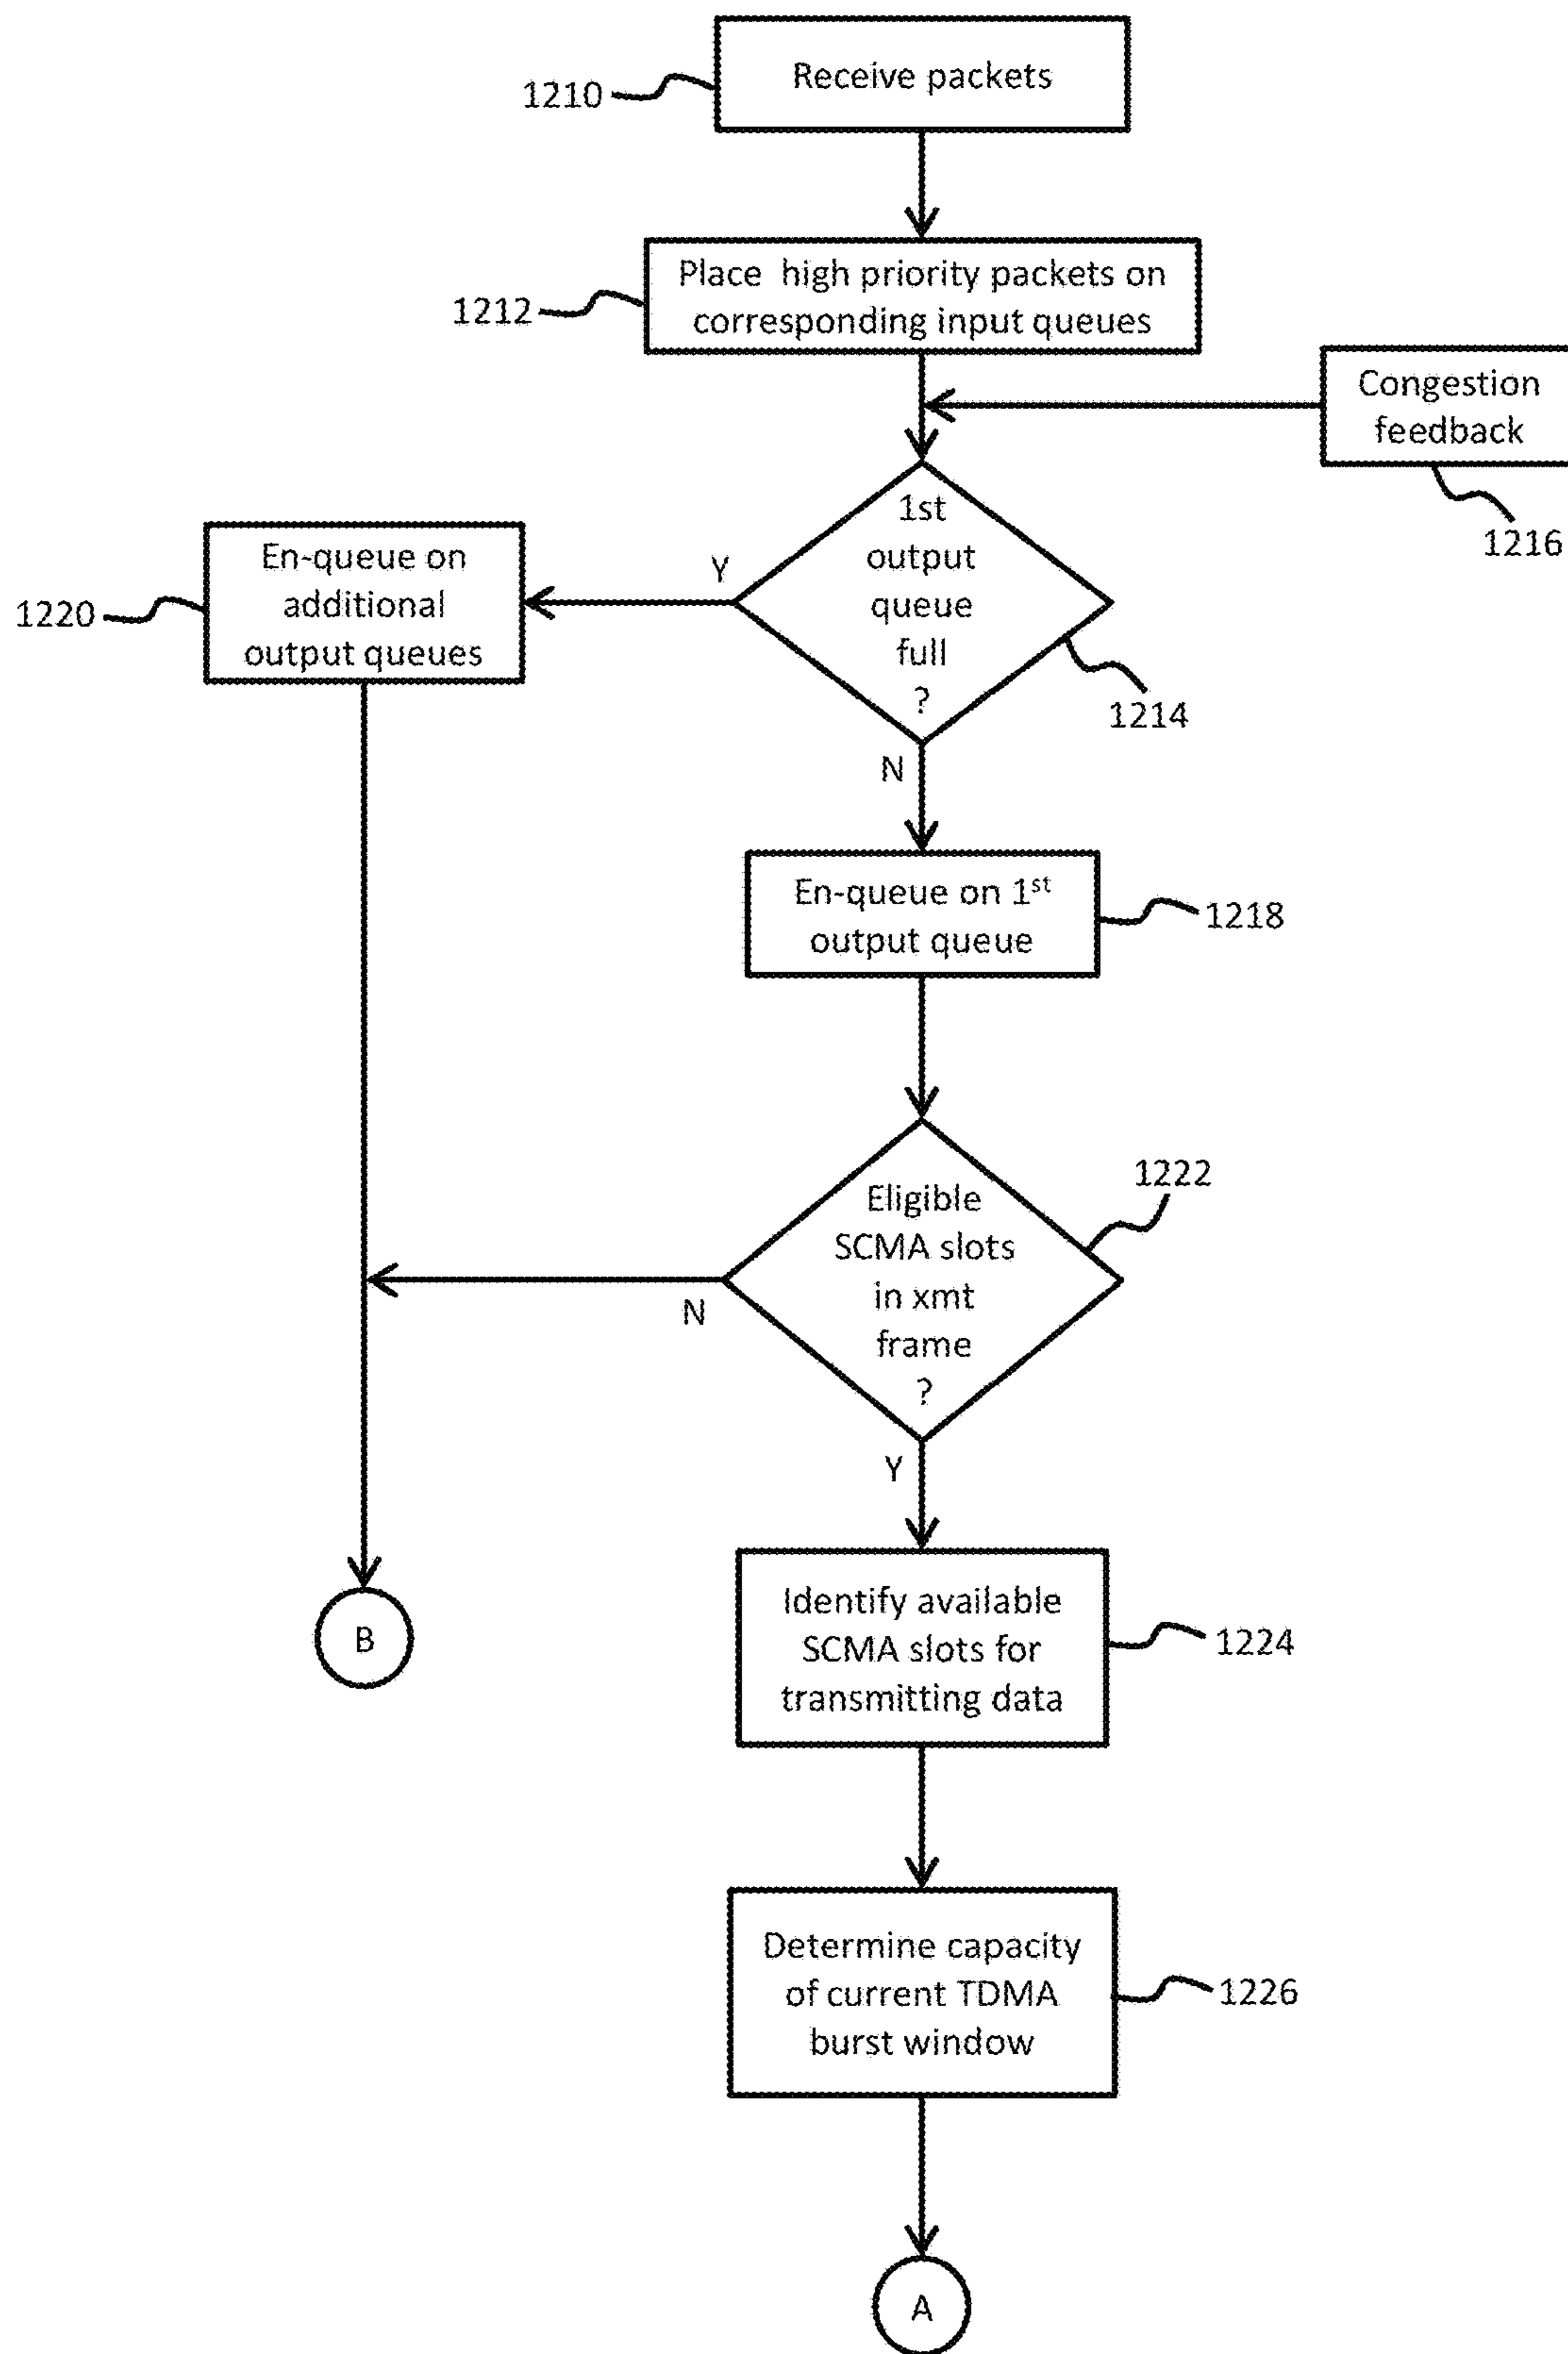 Receive packets
1210
Place high priority packets on
corresponding input queues
1212
Congestion
feedback
1216
1st
output
queue
full
?
1214
Y
En-queue on
additional
output queues
1220
N
En-queue on 1st
output queue
1218
Eligible
SCMA slots
in xmt
frame
?
1222
N
Y
B
Identify available
SCMA slots for
transmitting data
1224
Determine capacity
of current TDMA
burst window
1226
A